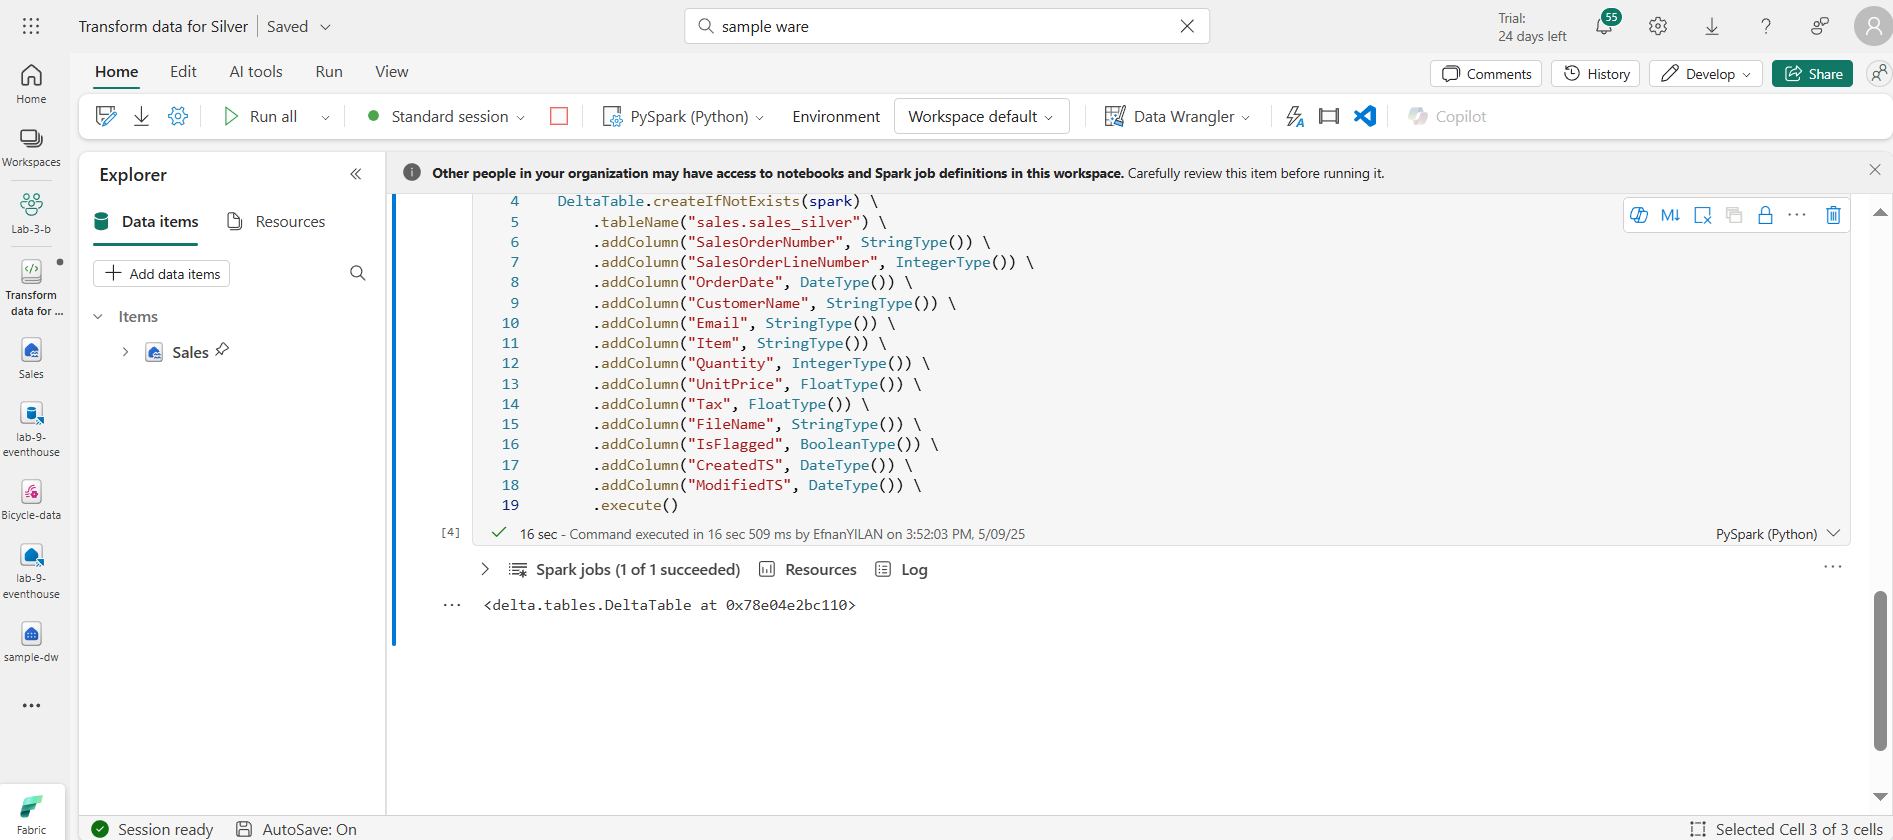 Transform data for Silver Saved
sample ware
Trial:
24 days left
55
Home
Home Edit AI tools Run View
Comments History Develop Share
Run all Standard session PySpark (Python) Environment Workspace default Data Wrangler Copilot
Workspaces
Lab-3-b
Transform
data for ...
Sales
lab-9-
eventhouse
Bicycle-data
lab-9-
eventhouse
sample-dw
Fabric
Explorer
Data items Resources
Add data items
Items
Sales
Other people in your organization may have access to notebooks and Spark job definitions in this workspace. Carefully review this item before running it.
M↓
4 DeltaTable.createIfNotExists(spark) \
5 .tableName("sales.sales_silver") \
6 .addColumn("SalesOrderNumber", StringType()) \
7 .addColumn("SalesOrderLineNumber", IntegerType()) \
8 .addColumn("OrderDate", DateType()) \
9 .addColumn("CustomerName", StringType()) \
10 .addColumn("Email", StringType()) \
11 .addColumn("Item", StringType()) \
12 .addColumn("Quantity", IntegerType()) \
13 .addColumn("UnitPrice", FloatType()) \
14 .addColumn("Tax", FloatType()) \
15 .addColumn("FileName", StringType()) \
16 .addColumn("IsFlagged", BooleanType()) \
17 .addColumn("CreatedTS", DateType()) \
18 .addColumn("ModifiedTS", DateType()) \
19 .execute()
[4] 16 sec - Command executed in 16 sec 509 ms by EfnanYILAN on 3:52:03 PM, 5/09/25 PySpark (Python)
Spark jobs (1 of 1 succeeded) Resources Log
<delta.tables.DeltaTable at 0x78e04e2bc110>
Session ready AutoSave: On Selected Cell 3 of 3 cells